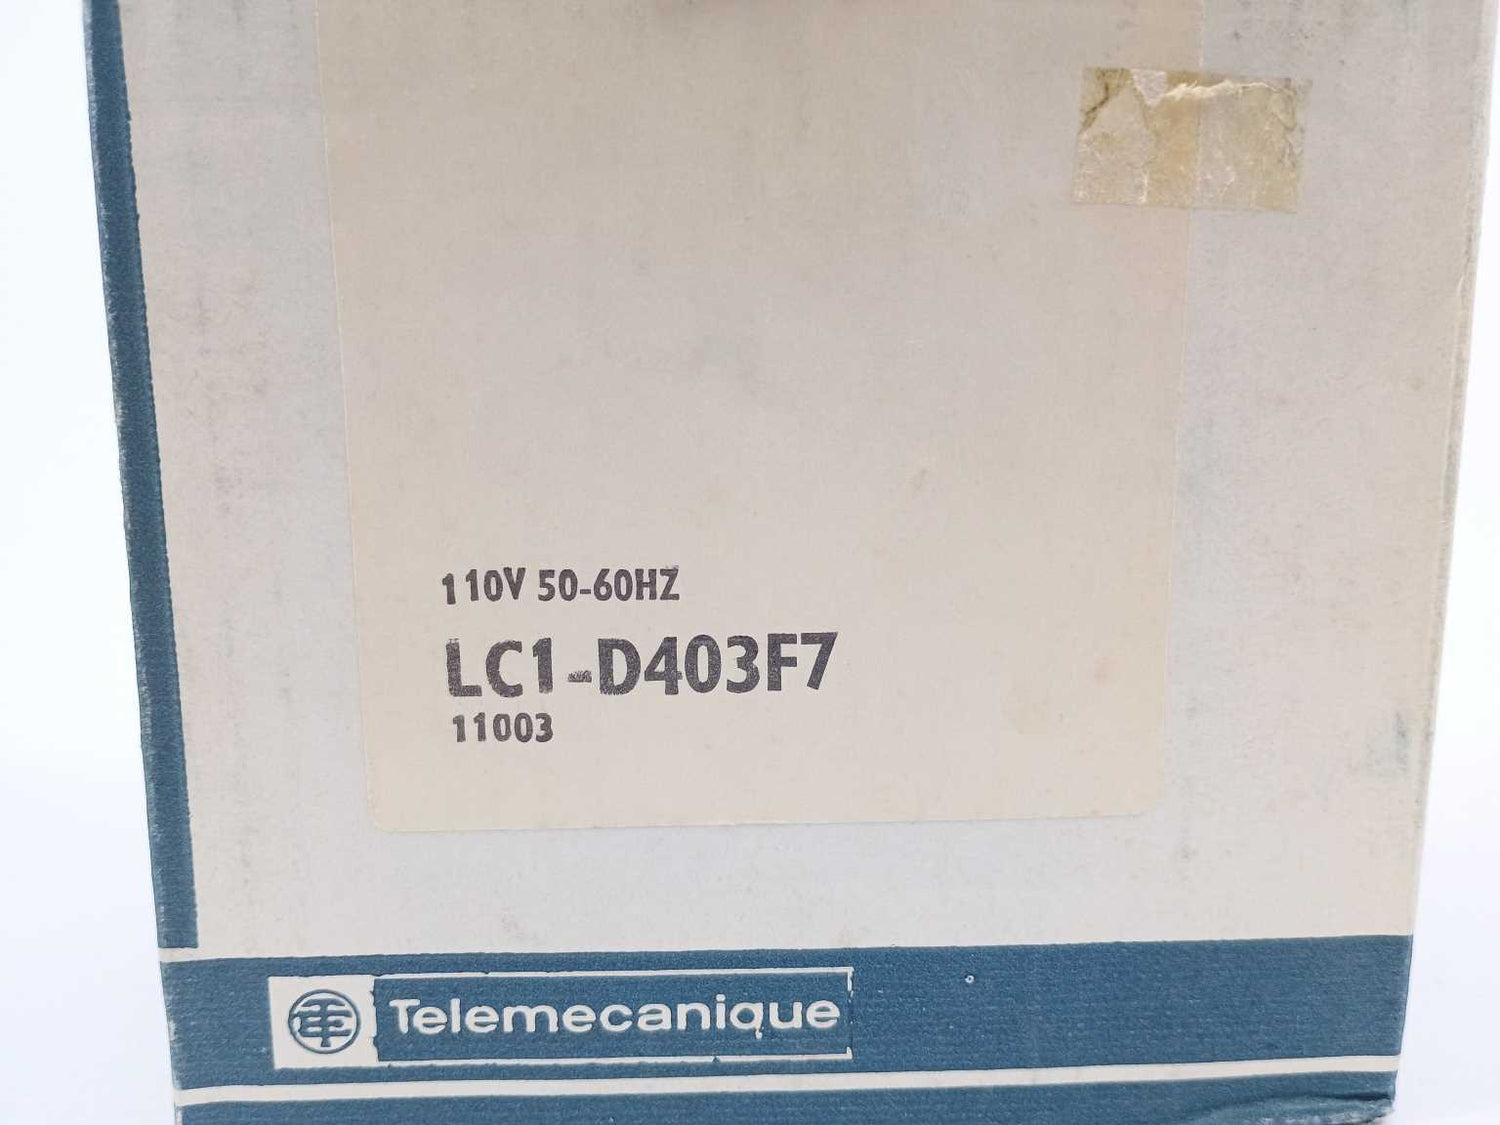 110V 50-60HZ
LC1-D403F7
11003
Telemecanique